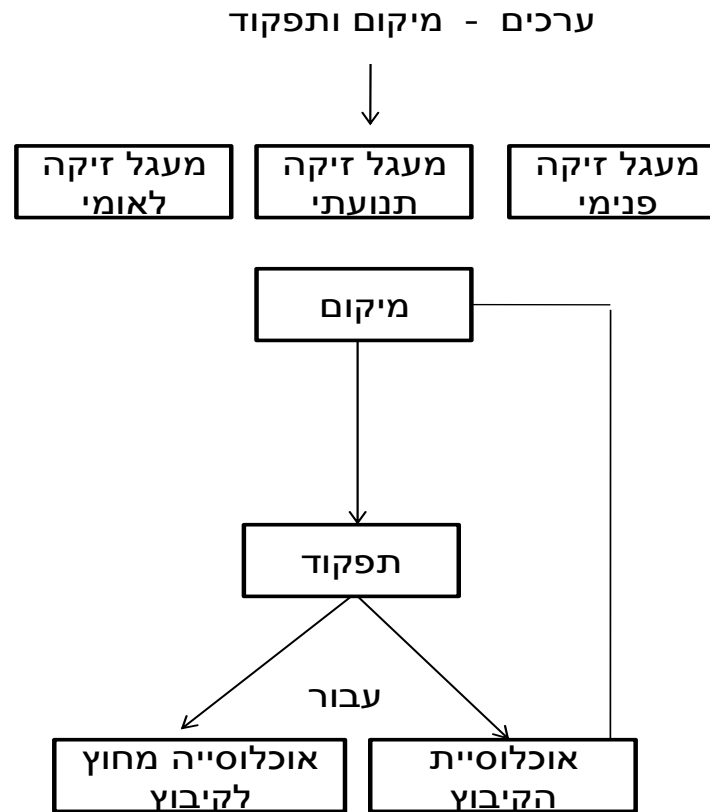 ערכים - מיקום ותפקוד
מעגל זיקה
פנימי
מעגל זיקה
תנועתי
מעגל זיקה
לאומי
מיקום
תפקוד
עבור
אוכלוסיית
הקיבוץ
אוכלוסייה מחוץ
לקיבוץ